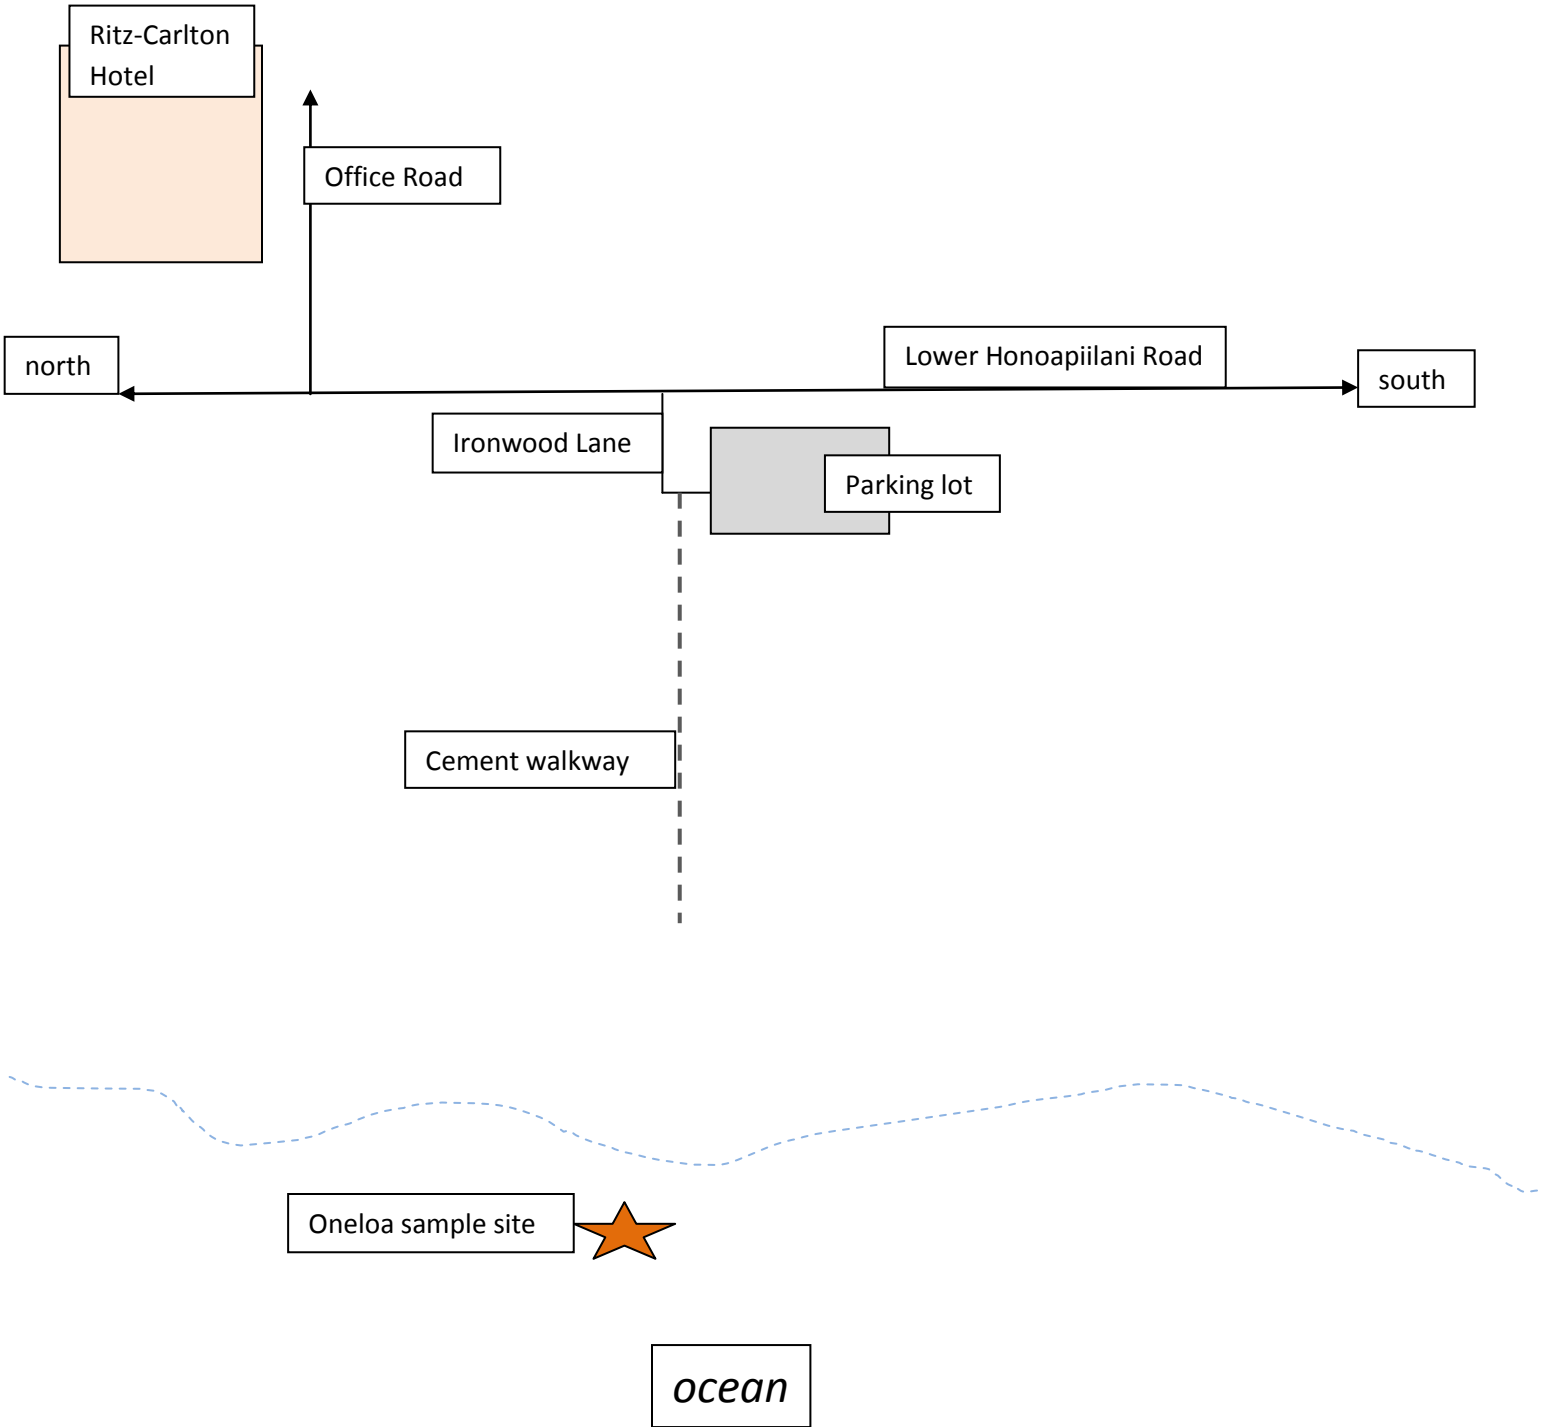 Ritz-Carlton
Hotel
Office Road
north
Lower Honoapiilani Road
south
Ironwood Lane
Parking lot
Cement walkway
Oneloa sample site
ocean